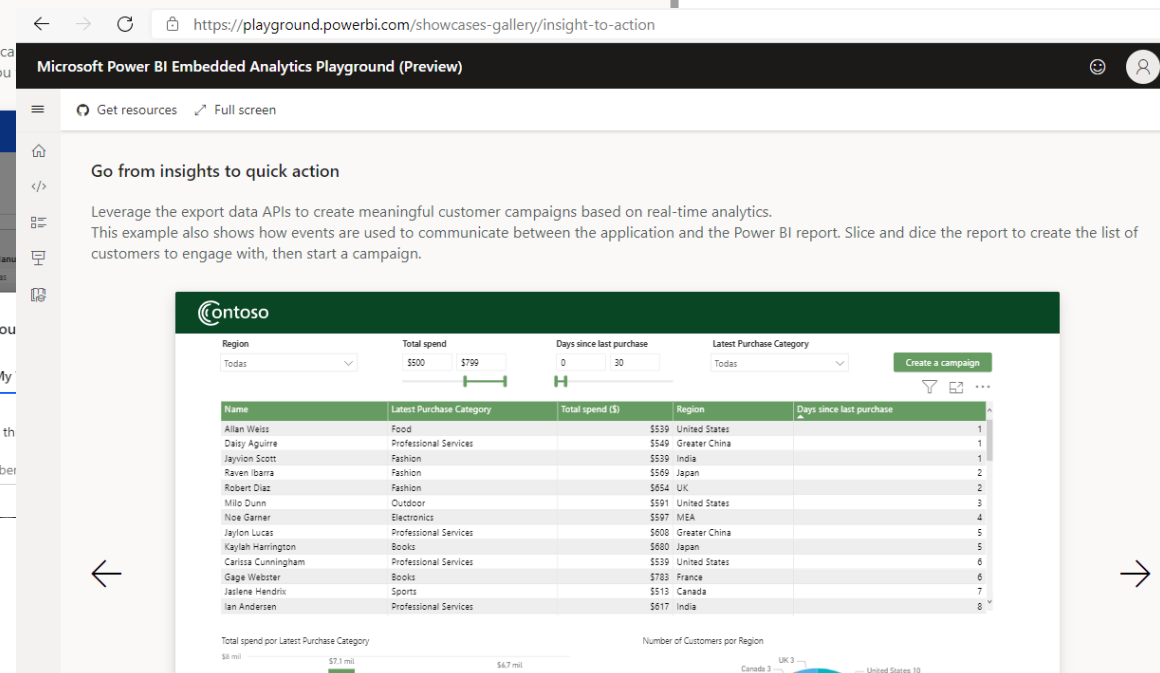 https://playground.powerbi.com/showcases-gallery/insight-to-action
Microsoft Power BI Embedded Analytics Playground (Preview)
Get resources Full screen
Go from insights to quick action
Leverage the export data APIs to create meaningful customer campaigns based on real-time analytics.
This example also shows how events are used to communicate between the application and the Power BI report. Slice and dice the report to create the list of
customers to engage with, then start a campaign.
Contoso
Region Total spend Days since last purchase Latest Purchase Category
Todas $500 $799 0 30 Todas Create a campaign
Name Latest Purchase Category Total spend ($) Region Days since last purchase
Allan Weiss Food $539 United States 1
Daisy Aguirre Professional Services $549 Greater China 1
Jayvion Scott Fashion $539 India 1
Raven Ibarra Fashion $569 Japan 2
Robert Diaz Fashion $654 UK 2
Milo Dunn Outdoor $591 United States 3
Noe Garner Electronics $597 MEA 4
Jaylon Lucas Professional Services $608 Greater China 5
Kaylah Harrington Books $680 Japan 5
Carissa Cunningham Professional Services $539 United States 6
Gage Webster Books $783 France 6
Jaslene Hendrix Sports $513 Canada 7
Ian Andersen Professional Services $617 India 8
Total spend por Latest Purchase Category Number of Customers por Region
$8 mil $7,1 mil $6,7 mil UK 3
Canada 3 United States 10